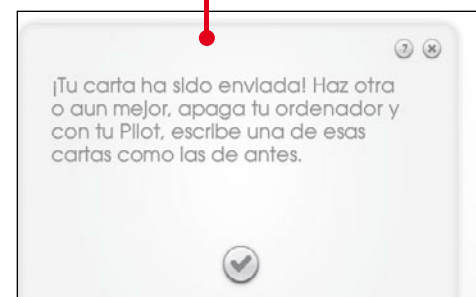 ¡Tu carta ha sido enviada! Haz otra
o aun mejor, apaga tu ordenador y
con tu Pilot, escribe una de esas
cartas como las de antes.